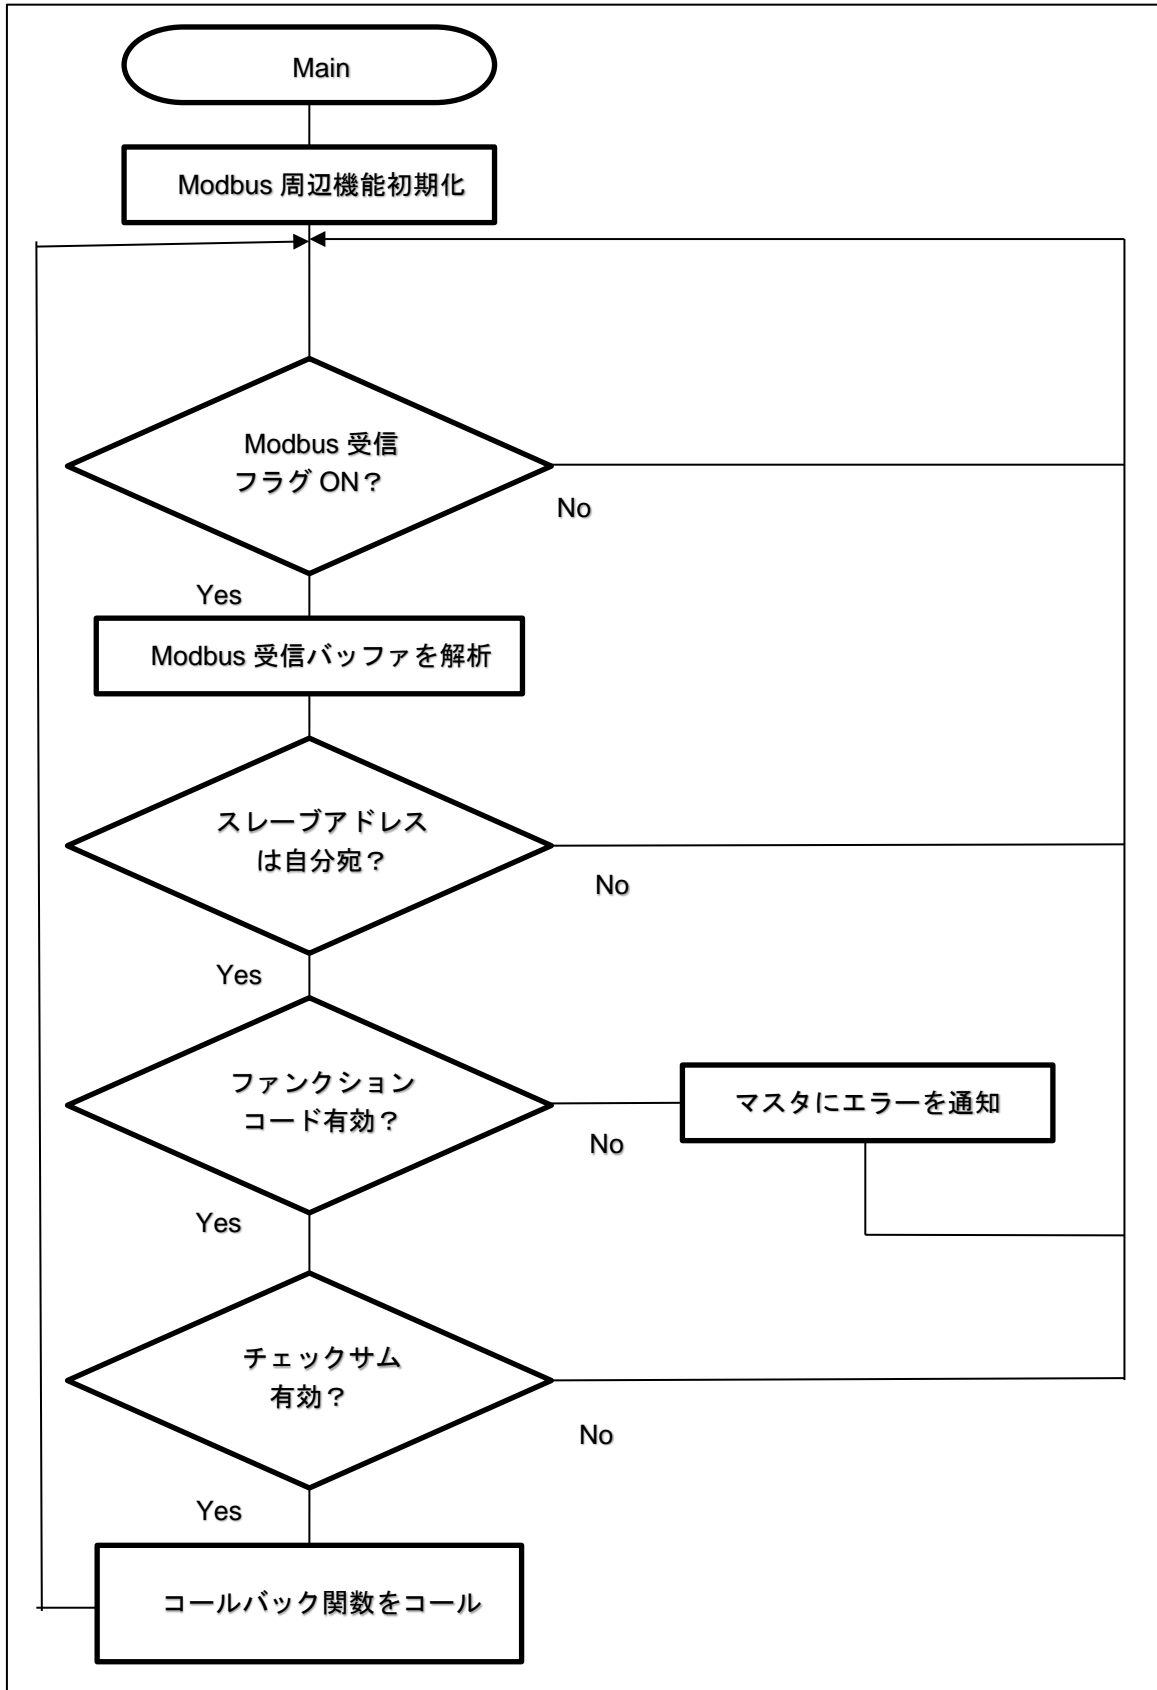 Main
Modbus 周辺機能初期化
Modbus 受信
フラグ ON？
No
Yes
Modbus 受信バッファを解析
スレーブアドレス
は自分宛？
No
Yes
ファンクション
コード有効？
No
マスタにエラーを通知
Yes
チェックサム
有効？
No
Yes
コールバック関数をコール